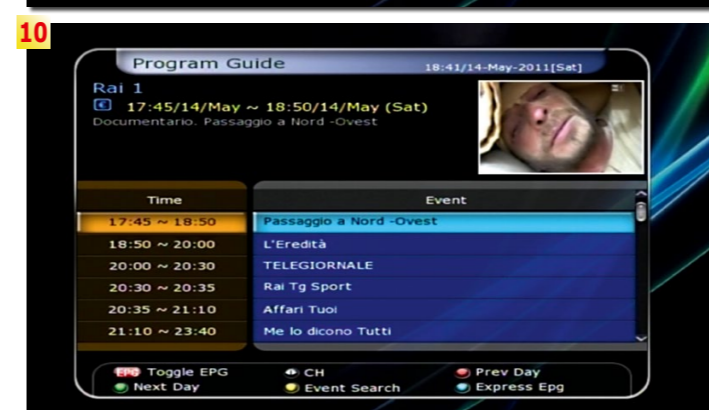 10
Program Guide
18:41/14-May-2011[Sat]
Rai 1
€ 17:45/14/May ~ 18:50/14/May (Sat)
Documentario. Passaggio a Nord -Ovest
Time Event
17:45 ~ 18:50 Passaggio a Nord -Ovest
18:50 ~ 20:00 L'Eredità
20:00 ~ 20:30 TELEGIORNALE
20:30 ~ 20:35 Rai Tg Sport
20:35 ~ 21:10 Affari Tuoi
21:10 ~ 23:40 Me lo dicono Tutti
EPG Toggle EPG CH Prev Day
Next Day Event Search Express Epg